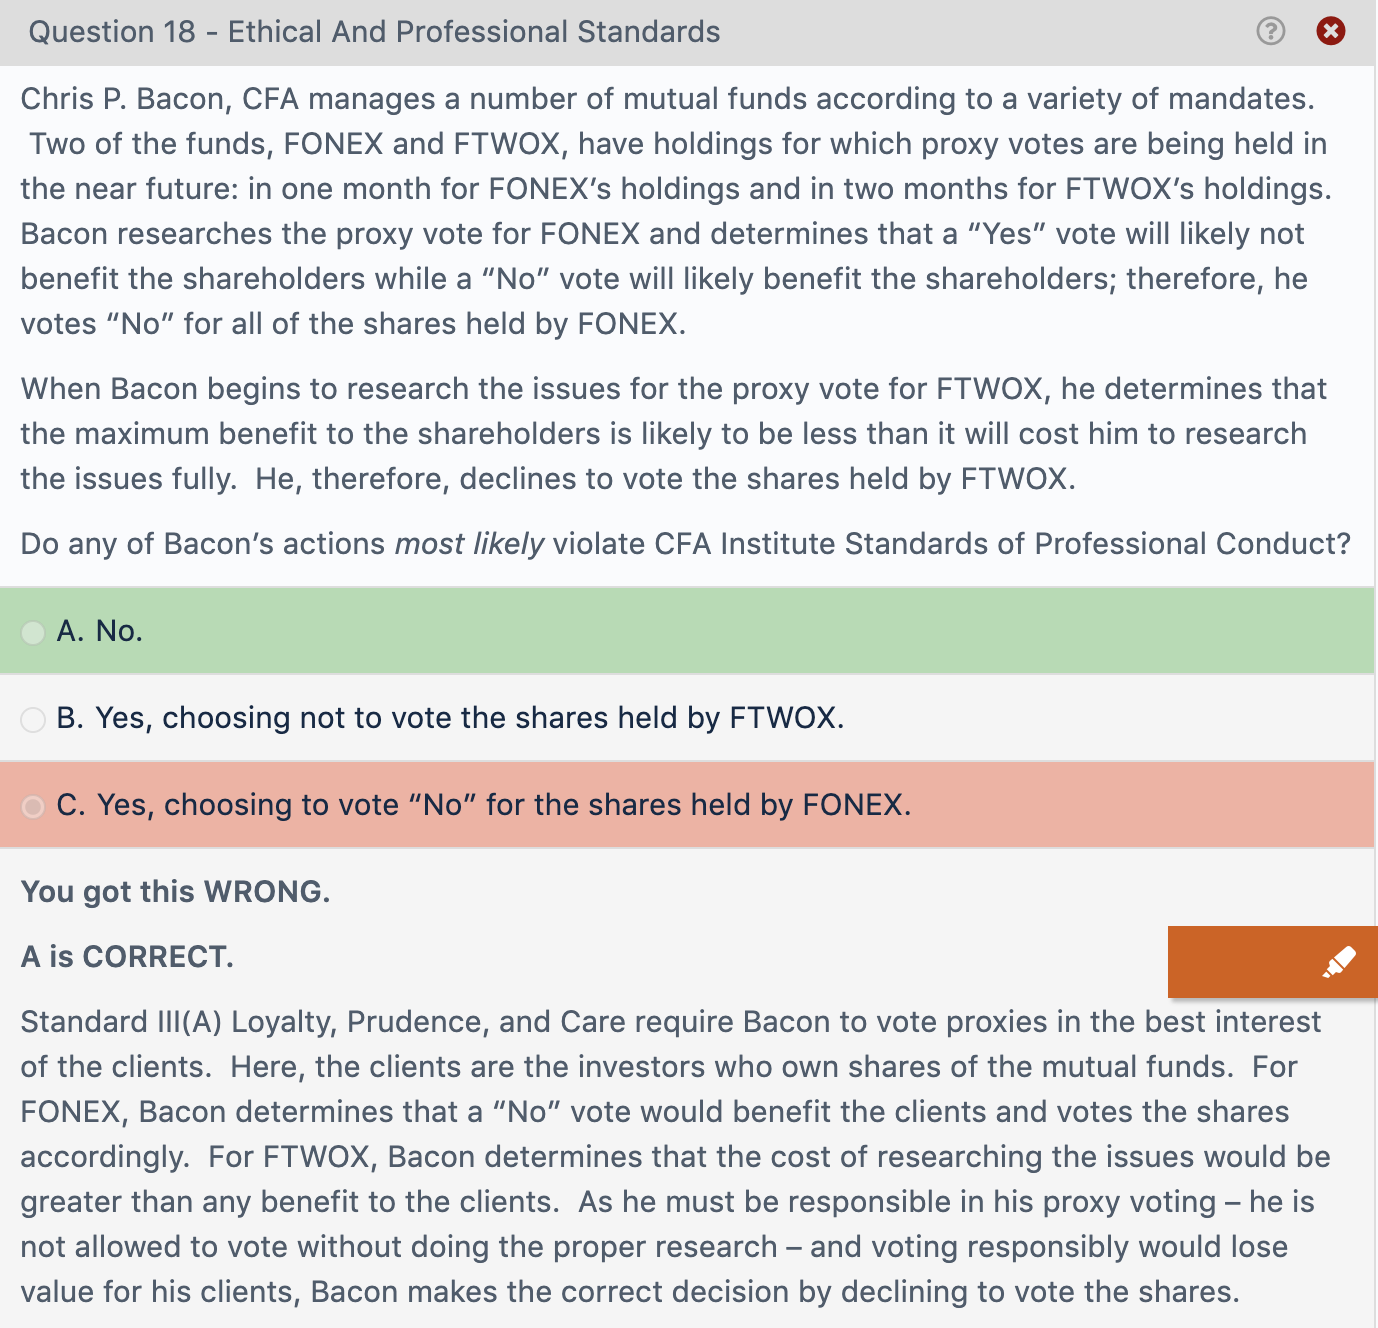 Question 18 - Ethical And Professional Standards
Chris P. Bacon, CFA manages a number of mutual funds according to a variety of mandates.
Two of the funds, FONEX and FTWOX, have holdings for which proxy votes are being held in
the near future: in one month for FONEX’s holdings and in two months for FTWOX’s holdings.
Bacon researches the proxy vote for FONEX and determines that a “Yes” vote will likely not
benefit the shareholders while a “No” vote will likely benefit the shareholders; therefore, he
votes “No” for all of the shares held by FONEX.
When Bacon begins to research the issues for the proxy vote for FTWOX, he determines that
the maximum benefit to the shareholders is likely to be less than it will cost him to research
the issues fully.  He, therefore, declines to vote the shares held by FTWOX.
Do any of Bacon’s actions most likely violate CFA Institute Standards of Professional Conduct?
A. No.
B. Yes, choosing not to vote the shares held by FTWOX.
C. Yes, choosing to vote “No” for the shares held by FONEX.
You got this WRONG.
A is CORRECT.
Standard III(A) Loyalty, Prudence, and Care require Bacon to vote proxies in the best interest
of the clients.  Here, the clients are the investors who own shares of the mutual funds.  For
FONEX, Bacon determines that a “No” vote would benefit the clients and votes the shares
accordingly.  For FTWOX, Bacon determines that the cost of researching the issues would be
greater than any benefit to the clients.  As he must be responsible in his proxy voting – he is
not allowed to vote without doing the proper research – and voting responsibly would lose
value for his clients, Bacon makes the correct decision by declining to vote the shares.